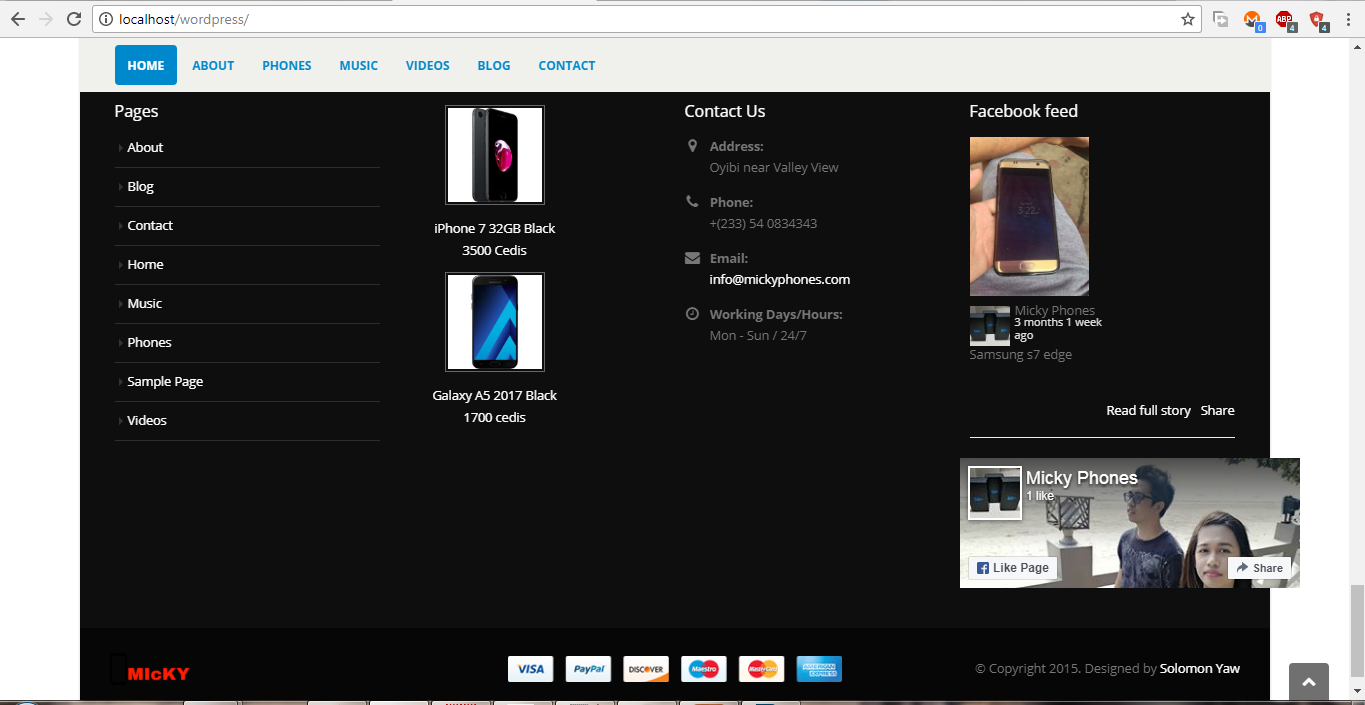 localhost/wordpress/
0
ABP
4
4
HOME ABOUT PHONES MUSIC VIDEOS BLOG CONTACT
Pages
About
Blog
Contact
Home
Music
Phones
Sample Page
Videos
iPhone 7 32GB Black
3500 Cedis
Galaxy A5 2017 Black
1700 cedis
Contact Us
Address:
Oyibi near Valley View
Phone:
+(233) 54 0834343
Email:
info@mickyphones.com
Working Days/Hours:
Mon - Sun / 24/7
Facebook feed
Micky Phones
3 months 1 week
ago
Samsung s7 edge
Read full story Share
Micky Phones
1 like
Like Page
Share
MIcKY
VISA PayPal DISCOVER Maestro MasterCard AMERICAN EXPRESS
© Copyright 2015. Designed by Solomon Yaw